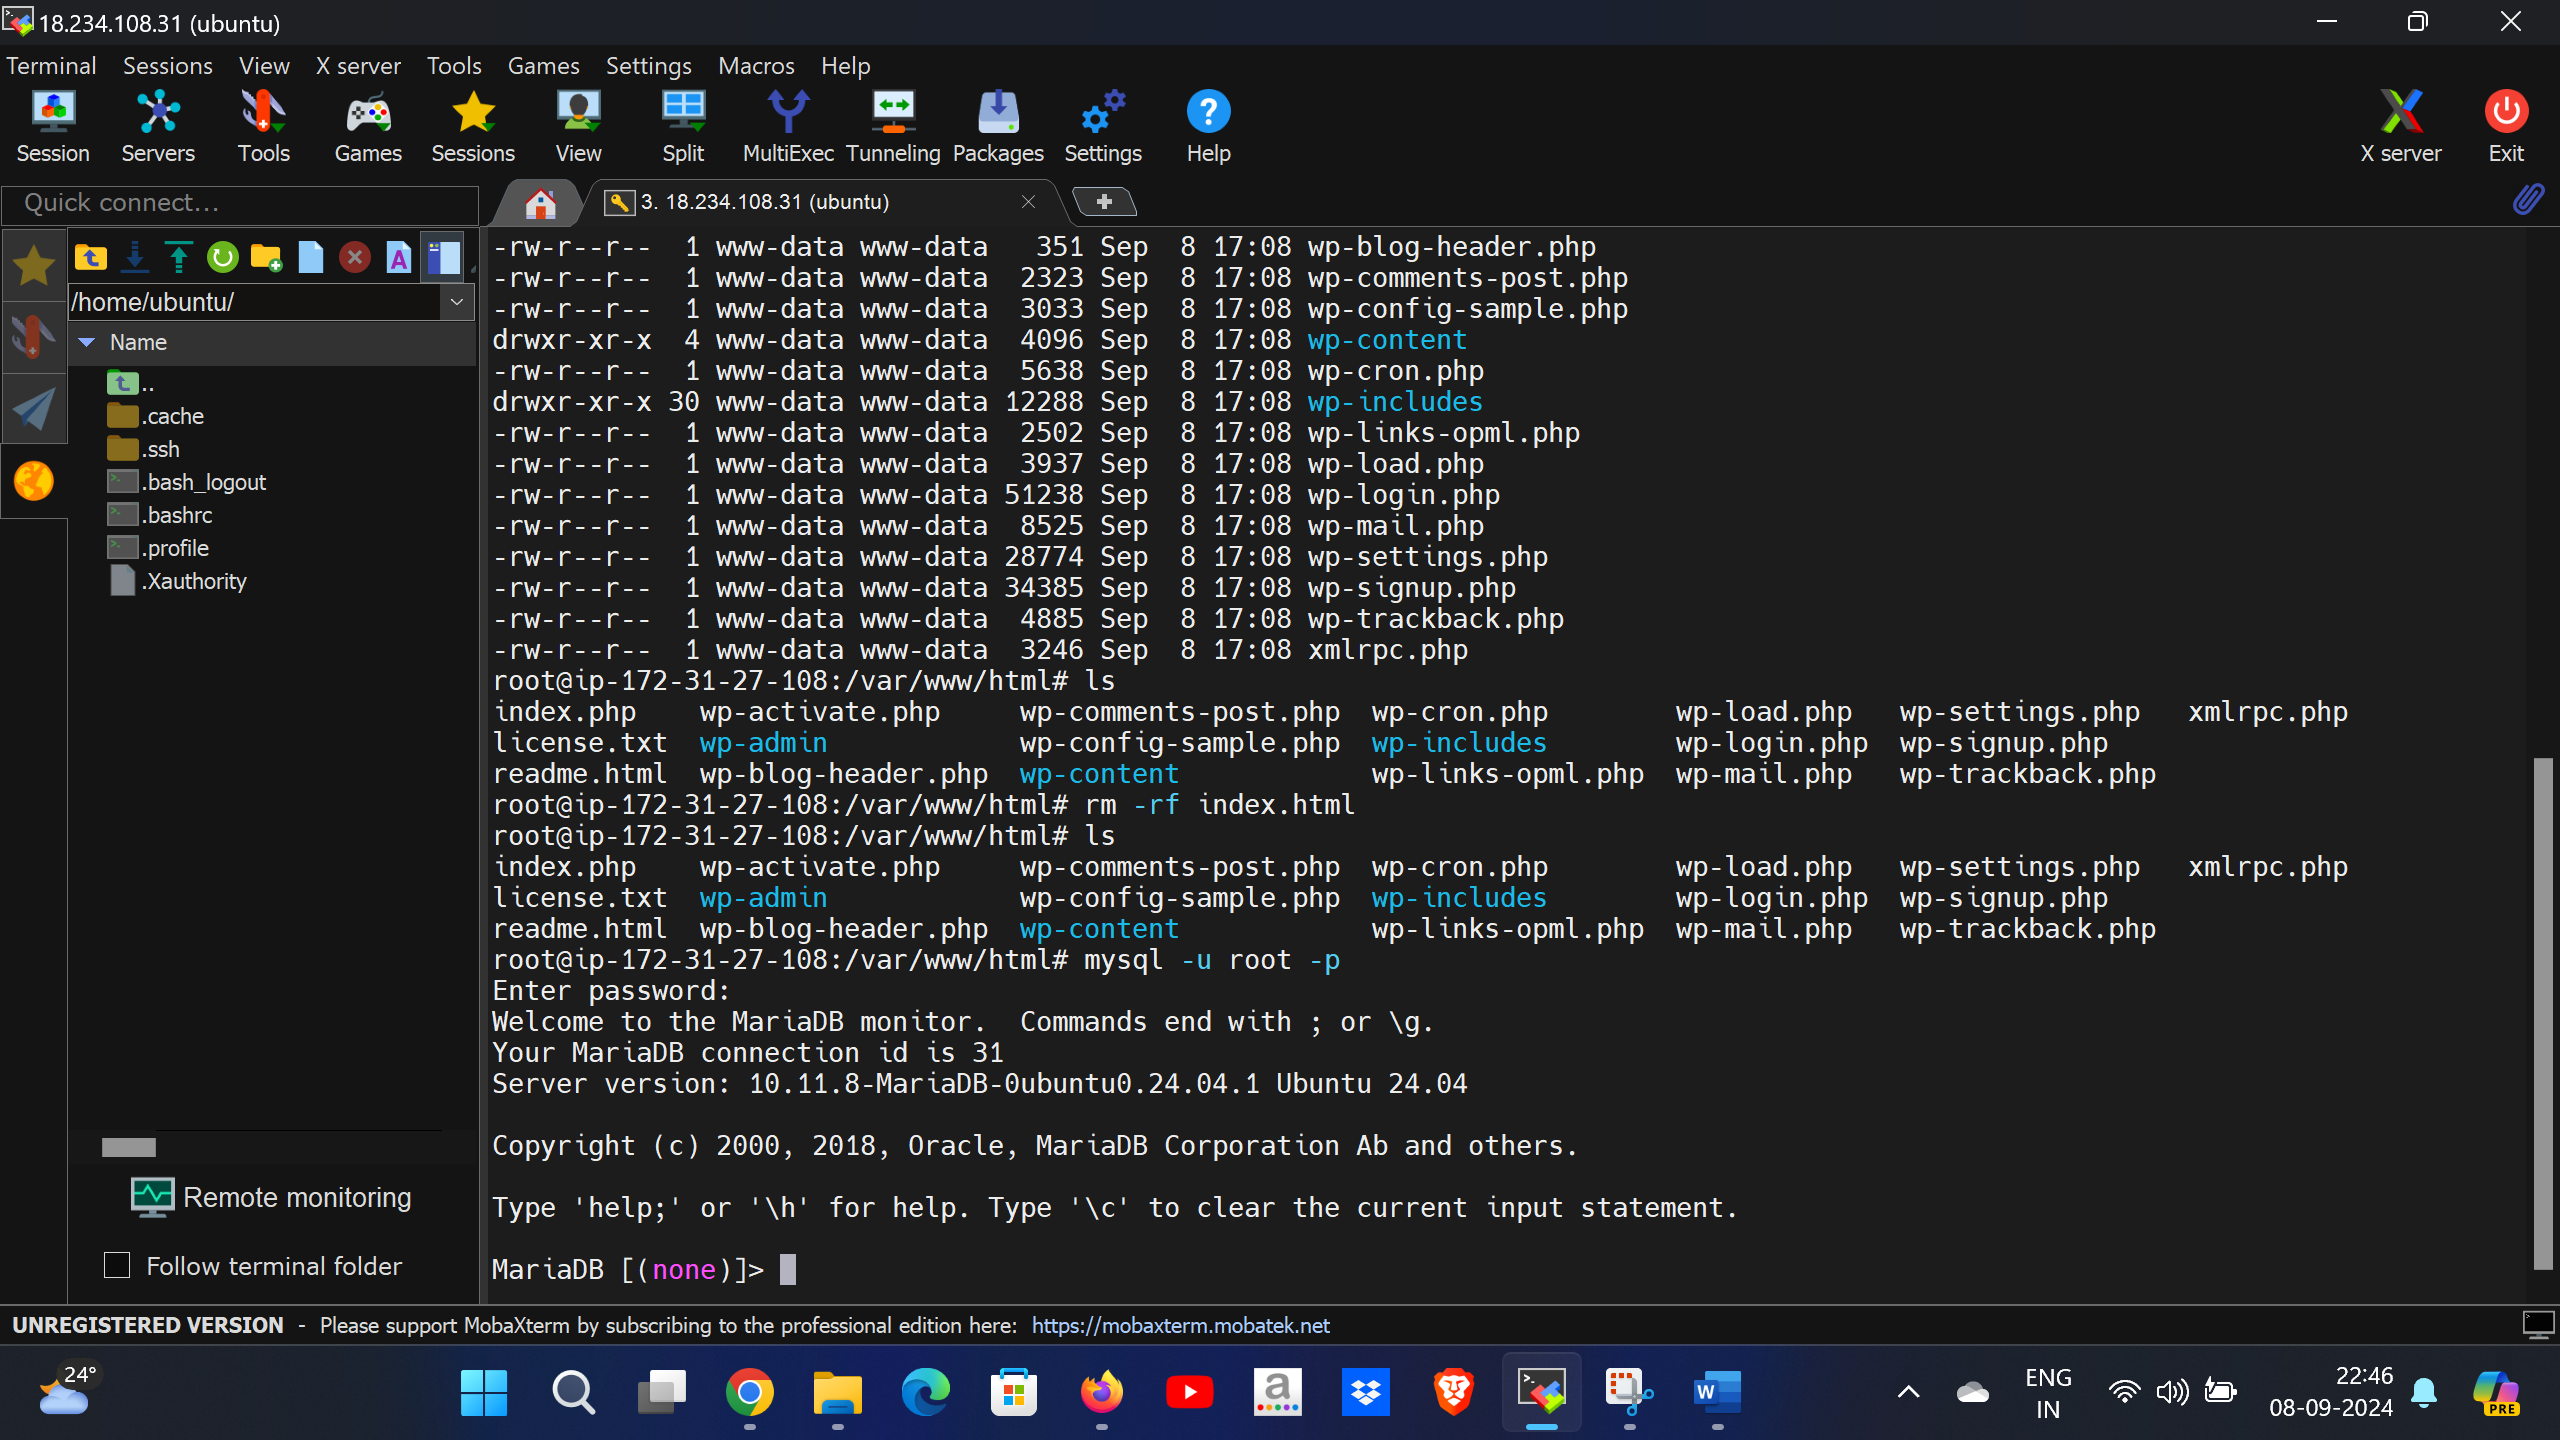 18.234.108.31 (ubuntu)
Terminal Sessions View X server Tools Games Settings Macros Help
Session Servers Tools Games Sessions View Split MultiExec Tunneling Packages Settings Help X server Exit
Quick connect...
3. 18.234.108.31 (ubuntu)
/home/ubuntu/
Name
..
.cache
.ssh
.bash_logout
.bashrc
.profile
.Xauthority
Remote monitoring
Follow terminal folder
-rw-r--r--  1 www-data www-data   351 Sep  8 17:08 wp-blog-header.php
-rw-r--r--  1 www-data www-data  2323 Sep  8 17:08 wp-comments-post.php
-rw-r--r--  1 www-data www-data  3033 Sep  8 17:08 wp-config-sample.php
drwxr-xr-x  4 www-data www-data  4096 Sep  8 17:08 wp-content
-rw-r--r--  1 www-data www-data  5638 Sep  8 17:08 wp-cron.php
drwxr-xr-x 30 www-data www-data 12288 Sep  8 17:08 wp-includes
-rw-r--r--  1 www-data www-data  2502 Sep  8 17:08 wp-links-opml.php
-rw-r--r--  1 www-data www-data  3937 Sep  8 17:08 wp-load.php
-rw-r--r--  1 www-data www-data 51238 Sep  8 17:08 wp-login.php
-rw-r--r--  1 www-data www-data  8525 Sep  8 17:08 wp-mail.php
-rw-r--r--  1 www-data www-data 28774 Sep  8 17:08 wp-settings.php
-rw-r--r--  1 www-data www-data 34385 Sep  8 17:08 wp-signup.php
-rw-r--r--  1 www-data www-data  4885 Sep  8 17:08 wp-trackback.php
-rw-r--r--  1 www-data www-data  3246 Sep  8 17:08 xmlrpc.php
root@ip-172-31-27-108:/var/www/html# ls
index.php    wp-activate.php     wp-comments-post.php  wp-cron.php        wp-load.php   wp-settings.php   xmlrpc.php
license.txt  wp-admin            wp-config-sample.php  wp-includes        wp-login.php  wp-signup.php
readme.html  wp-blog-header.php  wp-content            wp-links-opml.php  wp-mail.php   wp-trackback.php
root@ip-172-31-27-108:/var/www/html# rm -rf index.html
root@ip-172-31-27-108:/var/www/html# ls
index.php    wp-activate.php     wp-comments-post.php  wp-cron.php        wp-load.php   wp-settings.php   xmlrpc.php
license.txt  wp-admin            wp-config-sample.php  wp-includes        wp-login.php  wp-signup.php
readme.html  wp-blog-header.php  wp-content            wp-links-opml.php  wp-mail.php   wp-trackback.php
root@ip-172-31-27-108:/var/www/html# mysql -u root -p
Enter password:
Welcome to the MariaDB monitor.  Commands end with ; or \g.
Your MariaDB connection id is 31
Server version: 10.11.8-MariaDB-0ubuntu0.24.04.1 Ubuntu 24.04
Copyright (c) 2000, 2018, Oracle, MariaDB Corporation Ab and others.
Type 'help;' or '\h' for help. Type '\c' to clear the current input statement.
MariaDB [(none)]>
UNREGISTERED VERSION - Please support MobaXterm by subscribing to the professional edition here: https://mobaxterm.mobatek.net
24°
ENG
IN
22:46
08-09-2024
PRE